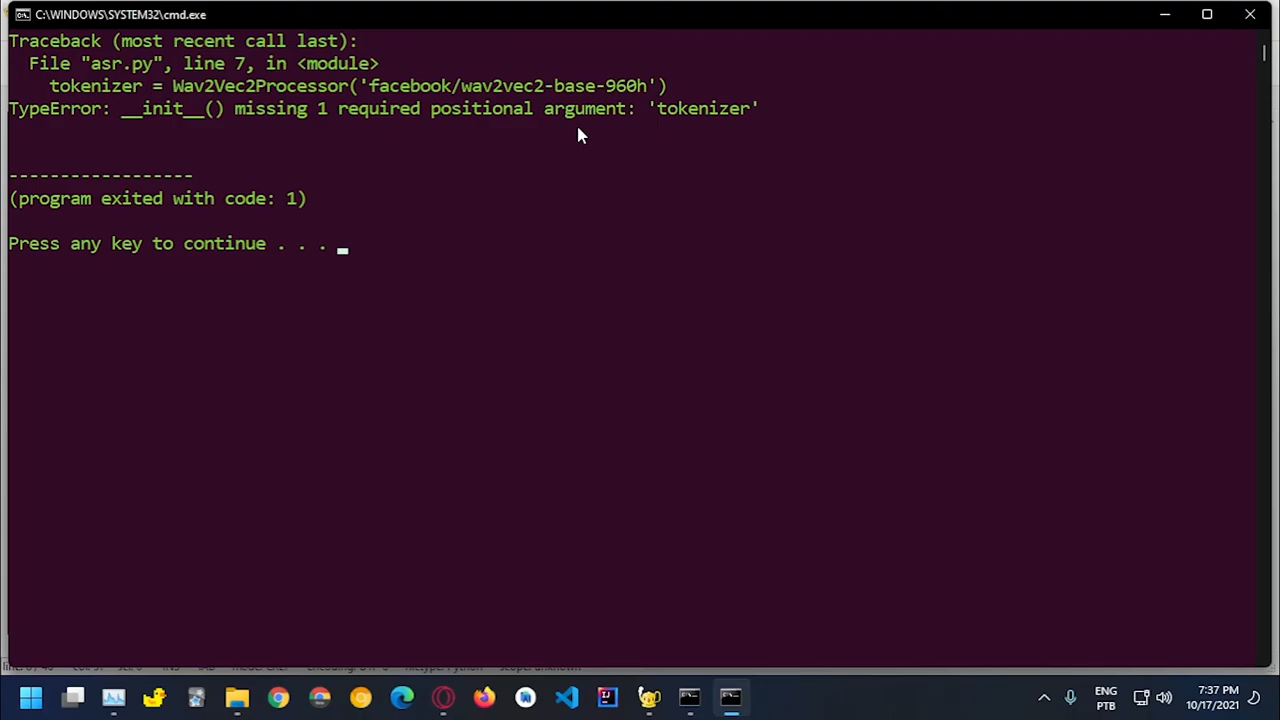 C:\WINDOWS\SYSTEM32\cmd.exe
Traceback (most recent call last):
File "asr.py", line 7, in <module>
tokenizer = Wav2Vec2Processor('facebook/wav2vec2-base-960h')
TypeError: __init__() missing 1 required positional argument: 'tokenizer'
------------------
(program exited with code: 1)
Press any key to continue . . .
ENG
PTB
7:37 PM
10/17/2021